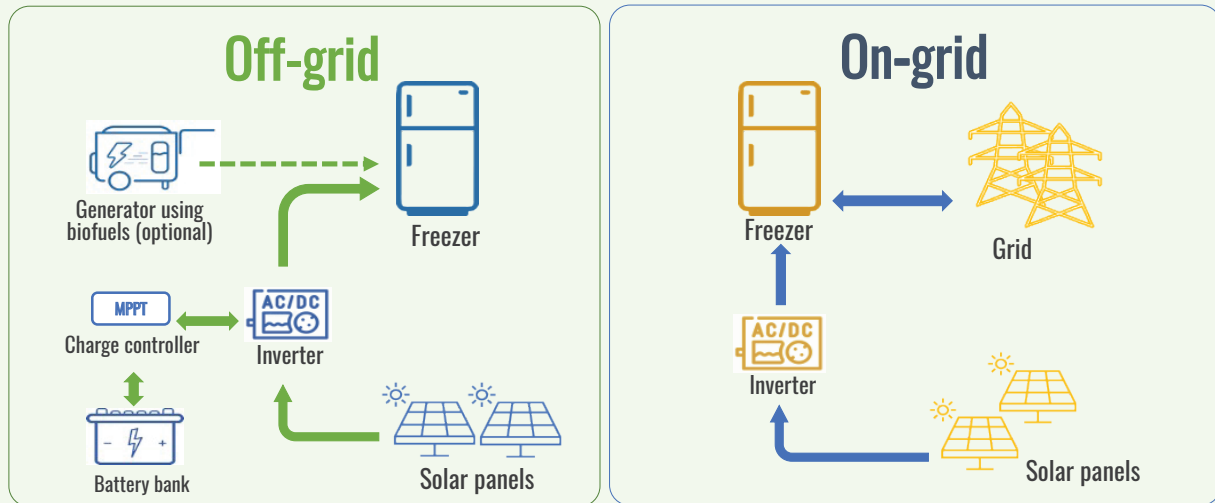 Off-grid
Generator using
biofuels (optional)
Freezer
MPPT
Charge controller
AC/DC
Inverter
Battery bank
- +
Solar panels
On-grid
Freezer
Grid
AC/DC
Inverter
Solar panels